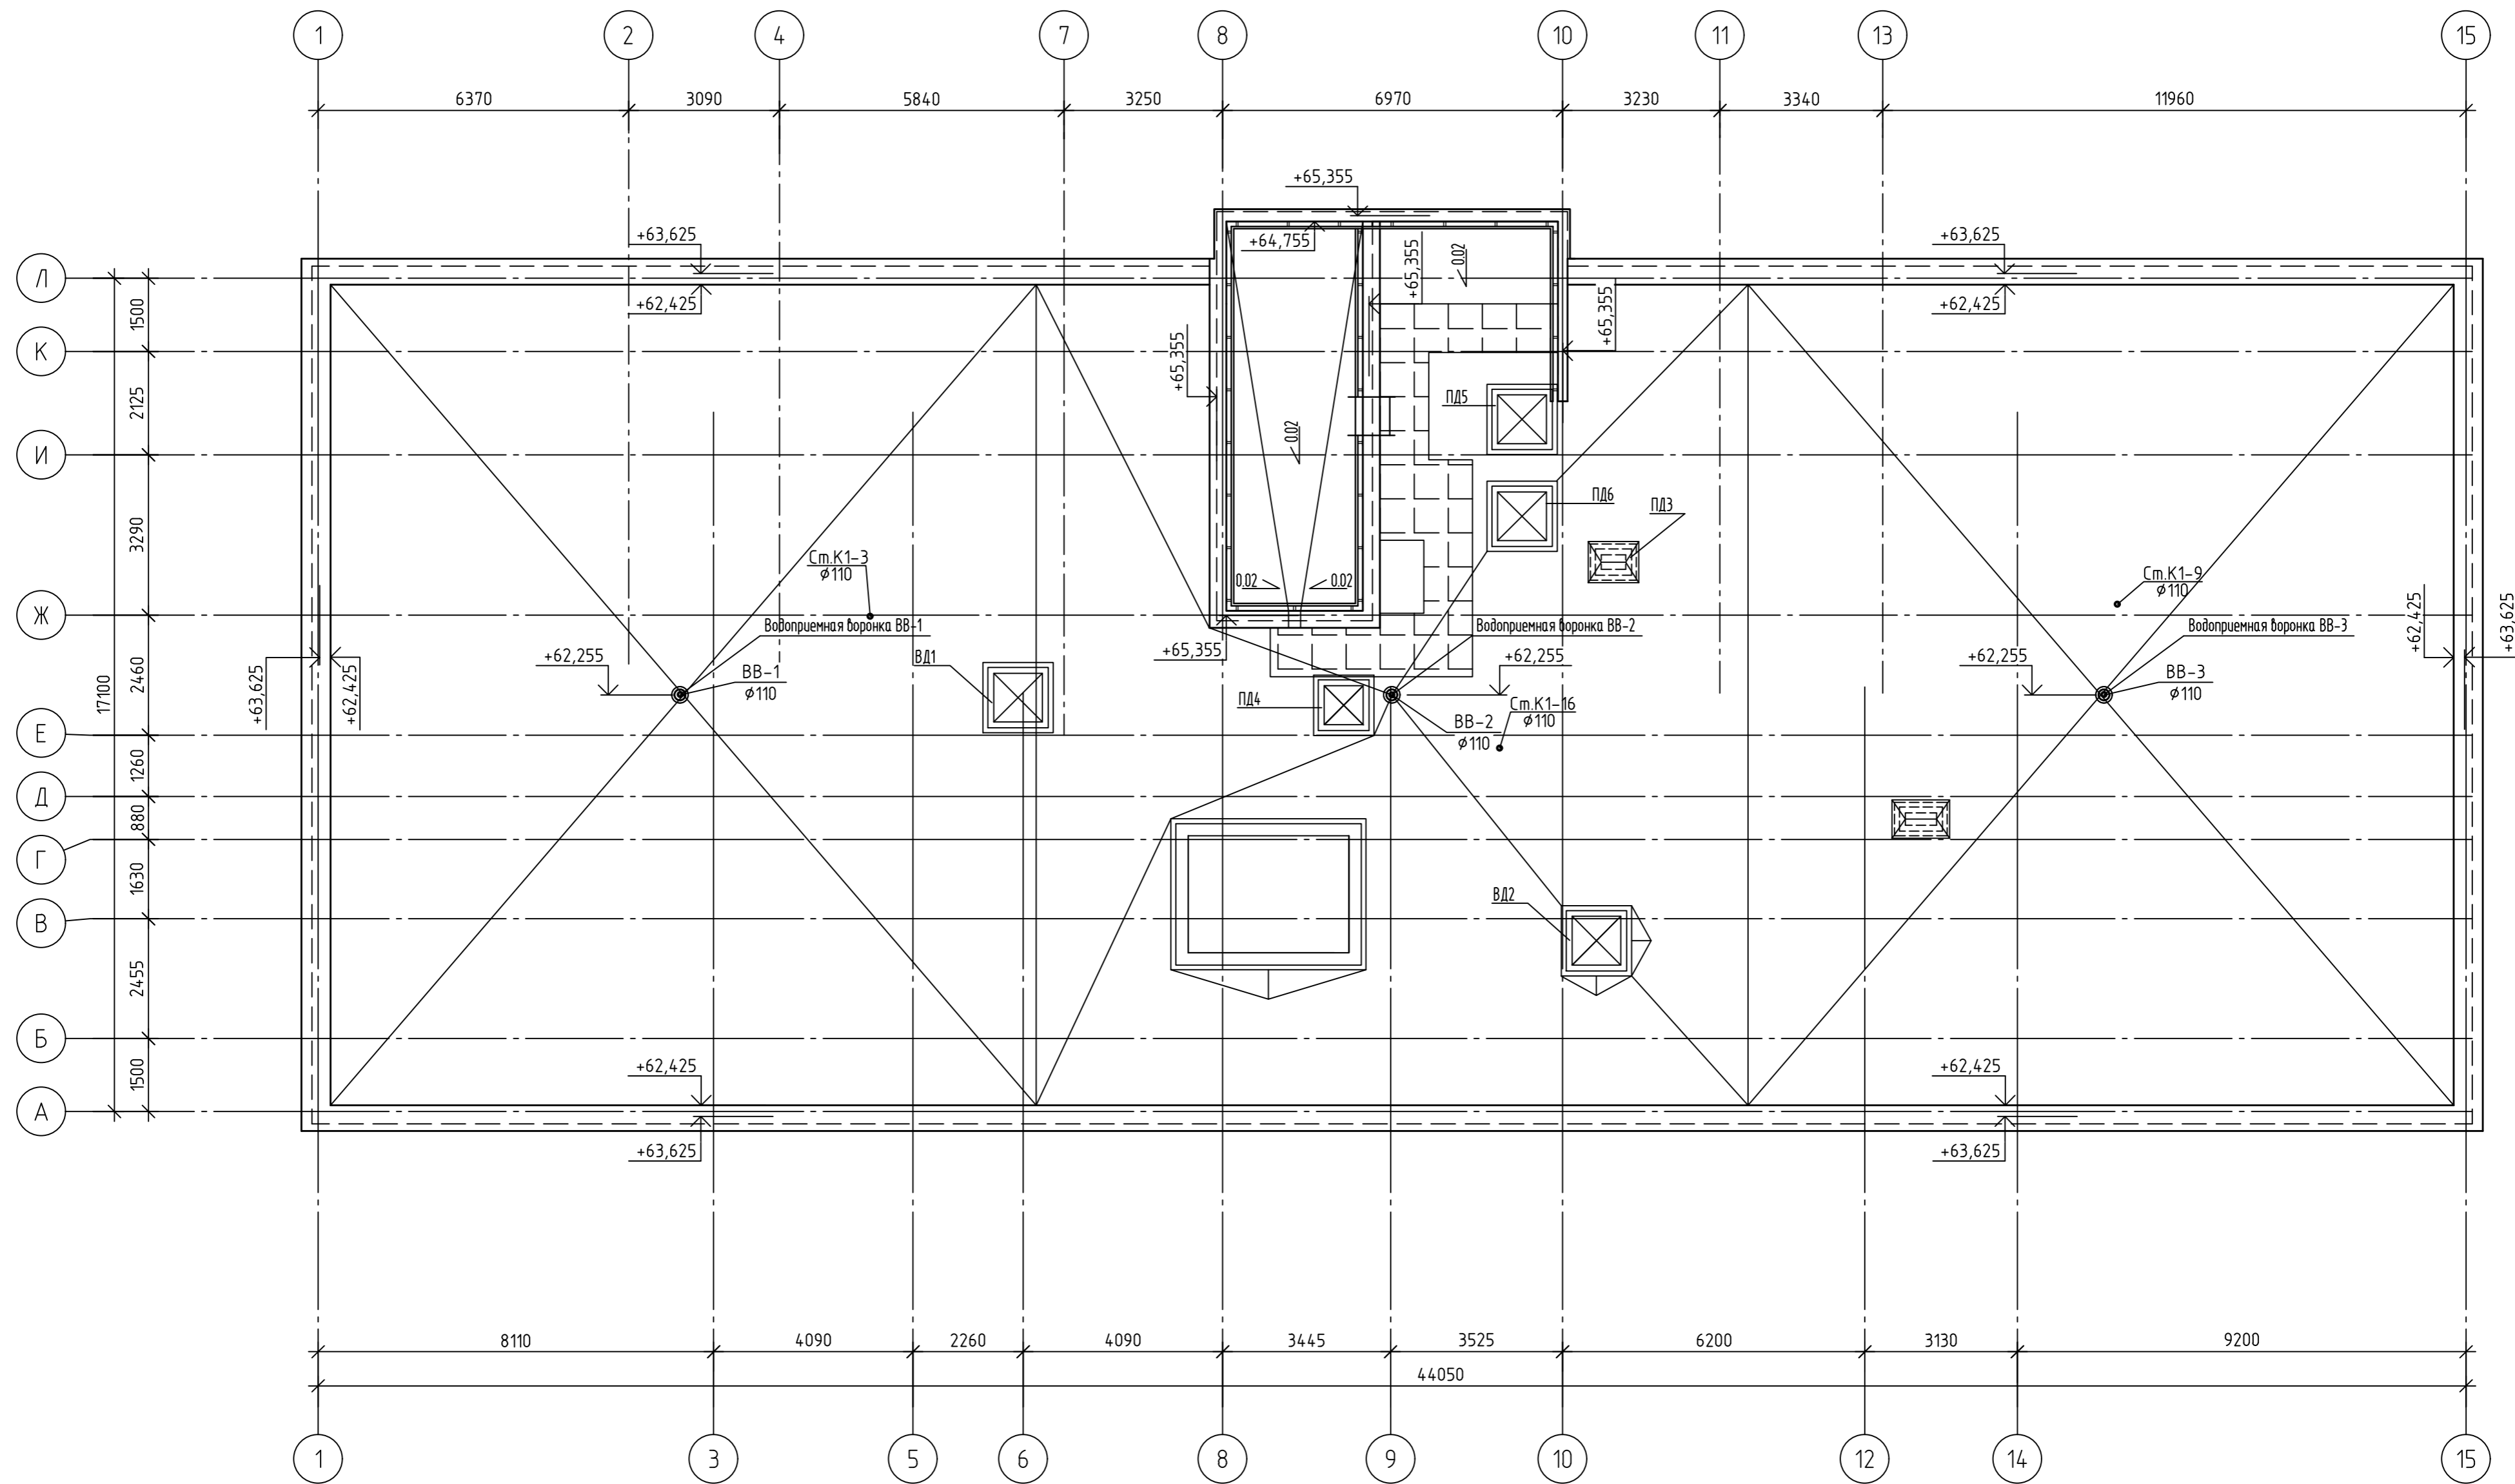 1 2 4 7 8 10 11 13 15
6370 3090 5840 3250 6970 3230 3340 11960
+65,355
+63,625 +64,755 +63,625
+65,355
0.02
Л
+62,425 +62,425
1500
+65,355
К
+65,355
2125
ПД5
0.02
И
ПД6
ПД3
3290
Ст.К1-3
⌀110
0.02 0.02
Ст.К1-9
⌀110
Ж
Водоприемная воронка ВВ-1
Водоприемная воронка ВВ-2
Водоприемная воронка ВВ-3
+62,425
+63,625
+65,355
ВД1
+62,255 +62,255 +62,255
2460
+63,625
+62,425
17100
ВВ-1
⌀110
ВВ-3
⌀110
ПД4
Ст.К1-16
⌀110
ВВ-2
⌀110
Е
1260
Д
880
Г
1630
ВД2
В
2455
Б
+62,425 +62,425
1500
А
+63,625 +63,625
8110 4090 2260 4090 3445 3525 6200 3130 9200
44050
1 3 5 6 8 9 10 12 14 15